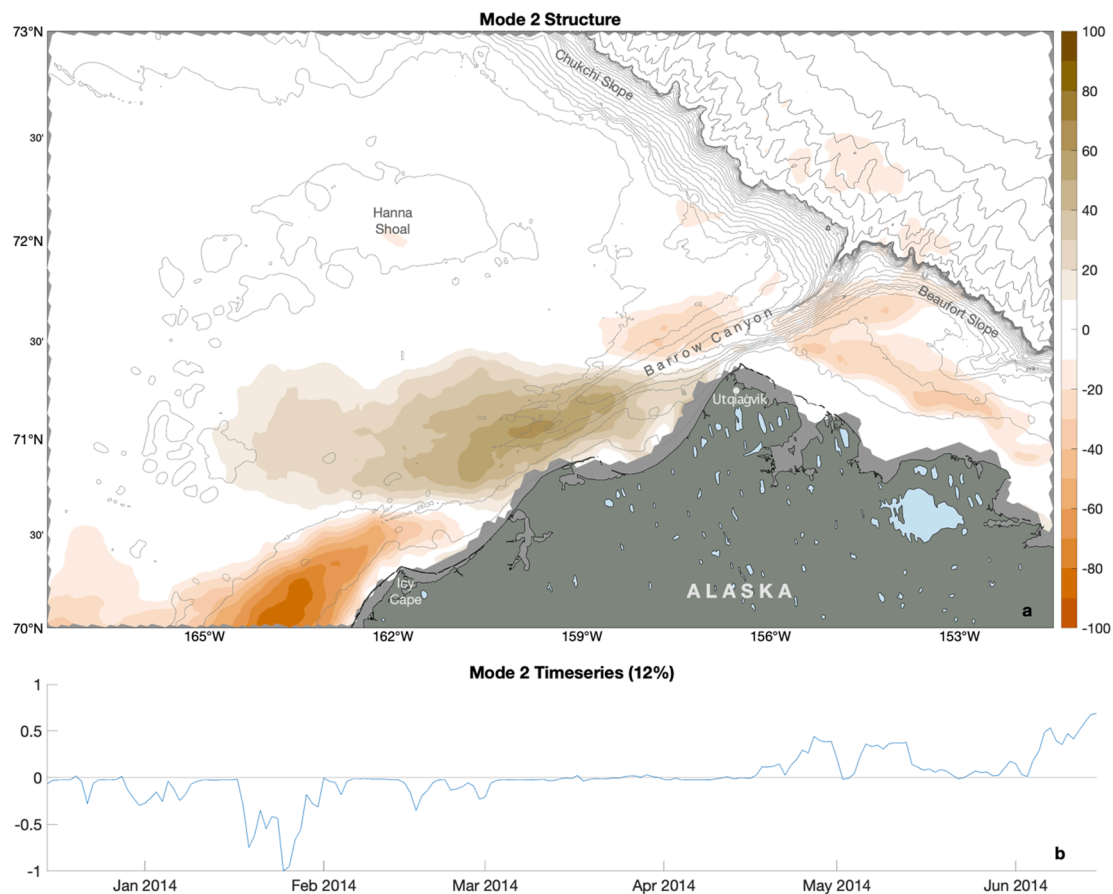 Mode 2 Structure
73°N
30'
72°N
30'
71°N
30'
70°N
165°W
162°W
159°W
156°W
153°W
Chukchi Slope
Hanna
Shoal
Barrow Canyon
Beaufort Slope
Utqiaġvik
Icy
Cape
ALASKA
a
100
80
60
40
20
0
-20
-40
-60
-80
-100
Mode 2 Timeseries (12%)
1
0.5
0
-0.5
-1
Jan 2014
Feb 2014
Mar 2014
Apr 2014
May 2014
Jun 2014
b